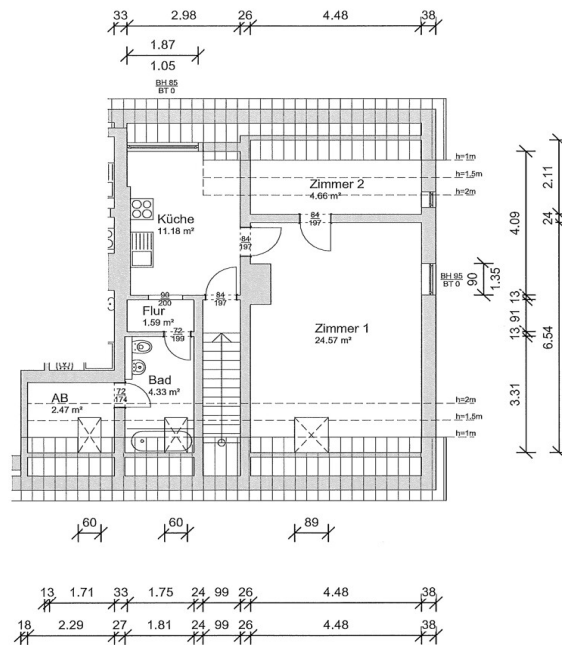 33 2.98 26 4.48 38
1.87
1.05
BH 85
BT 0
h=1m
h=1.5m
h=2m
Zimmer 2
4.66 m²
84
197
Küche
11.18 m²
84
197
90
200
84
197
Flur
1.59 m²
72
199
Zimmer 1
24.57 m²
BH 95
BT 0
90
1.35
4.09
13
91
13
3.31
2.11
24
6.54
AB
2.47 m²
72
174
Bad
4.33 m²
h=2m
h=1.5m
h=1m
60 60 89
13 1.71 33 1.75 24 99 26 4.48 38
18 2.29 27 1.81 24 99 26 4.48 38